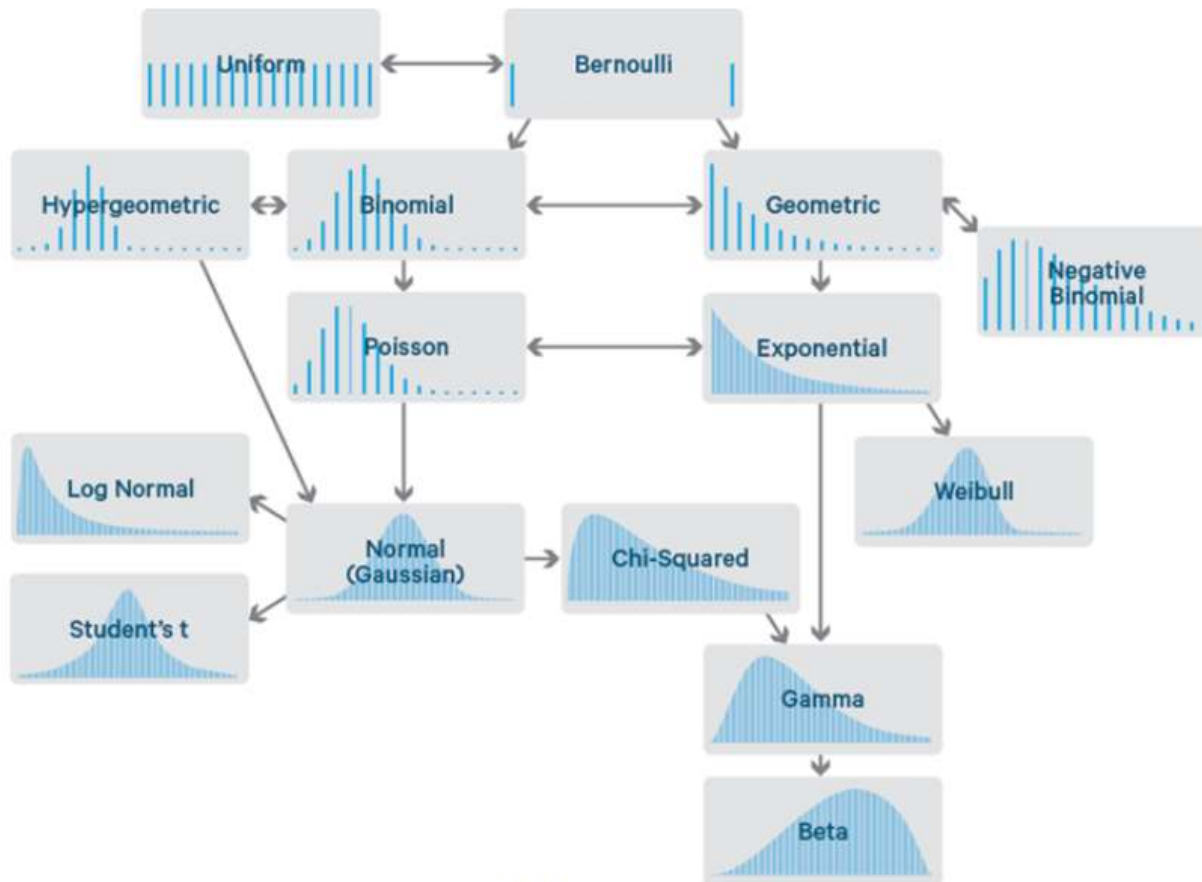 Uniform
Bernoulli
Hypergeometric
Binomial
Geometric
Negative
Binomial
Poisson
Exponential
Log Normal
Weibull
Normal
(Gaussian)
Chi-Squared
Student's t
Gamma
Beta